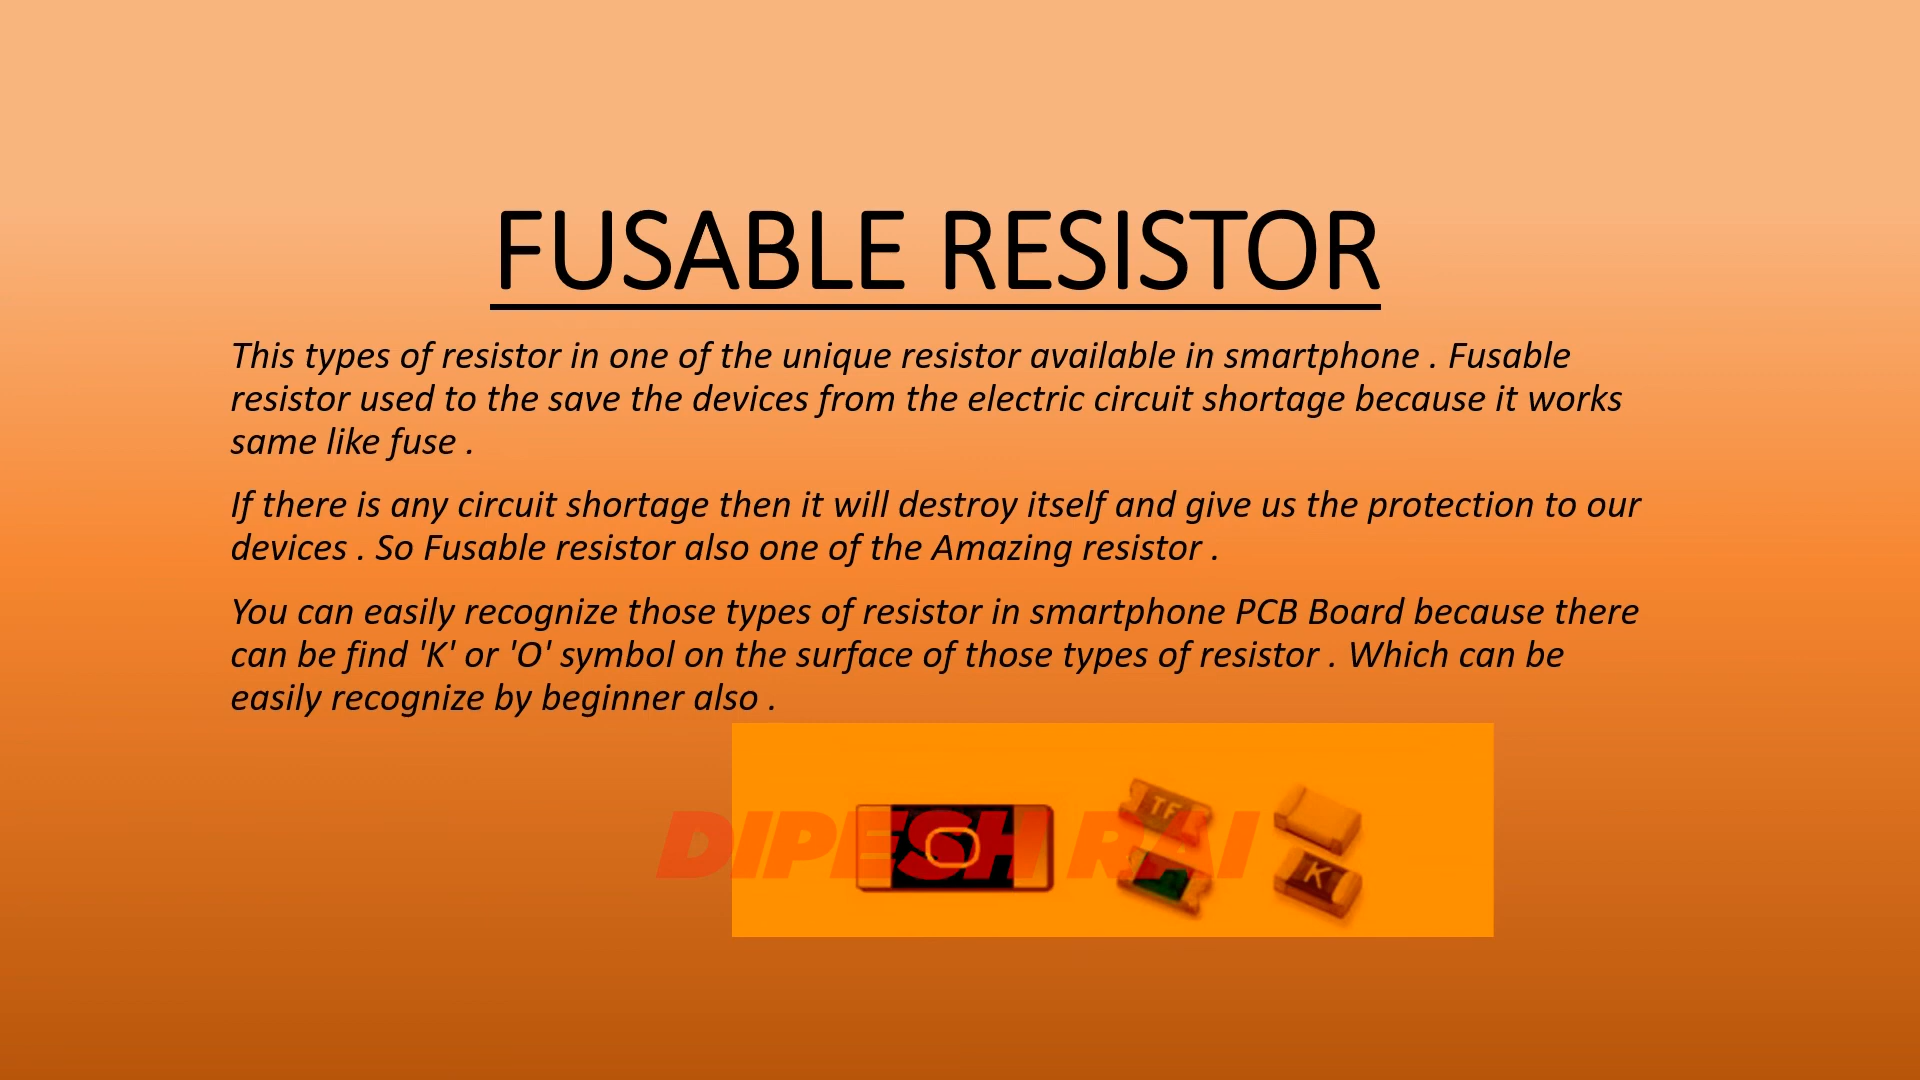 FUSABLE RESISTOR
This types of resistor in one of the unique resistor available in smartphone . Fusable
resistor used to the save the devices from the electric circuit shortage because it works
same like fuse .
If there is any circuit shortage then it will destroy itself and give us the protection to our
devices . So Fusable resistor also one of the Amazing resistor .
You can easily recognize those types of resistor in smartphone PCB Board because there
can be find 'K' or 'O' symbol on the surface of those types of resistor . Which can be
easily recognize by beginner also .
DIPESH RAI
O
TF
K